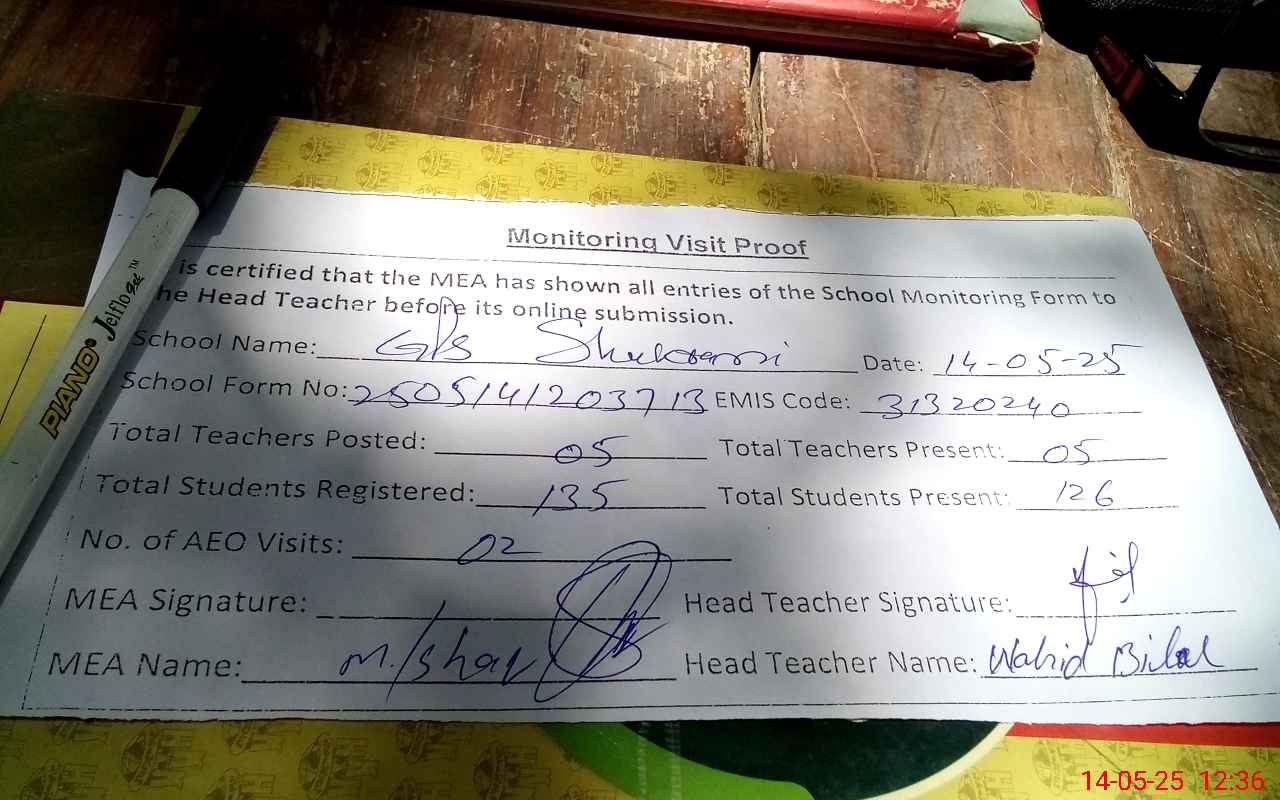 Monitoring Visit Proof
is certified that the MEA has shown all entries of the School Monitoring Form to
he Head Teacher before its online submission.
School Name: GPS Date: 14-05-25
School Form No: 250514120371 13 EMIS Code: 31320240
Total Teachers Posted: 05 Total Teachers Present: 05
Total Students Registered: 135 Total Students Present: 126
No. of AEO Visits: 02
MEA Signature: Head Teacher Signature:
MEA Name: Head Teacher Name: Wahid Bilal
PIANO Jelflo Gel ™
14-05-25 12:36